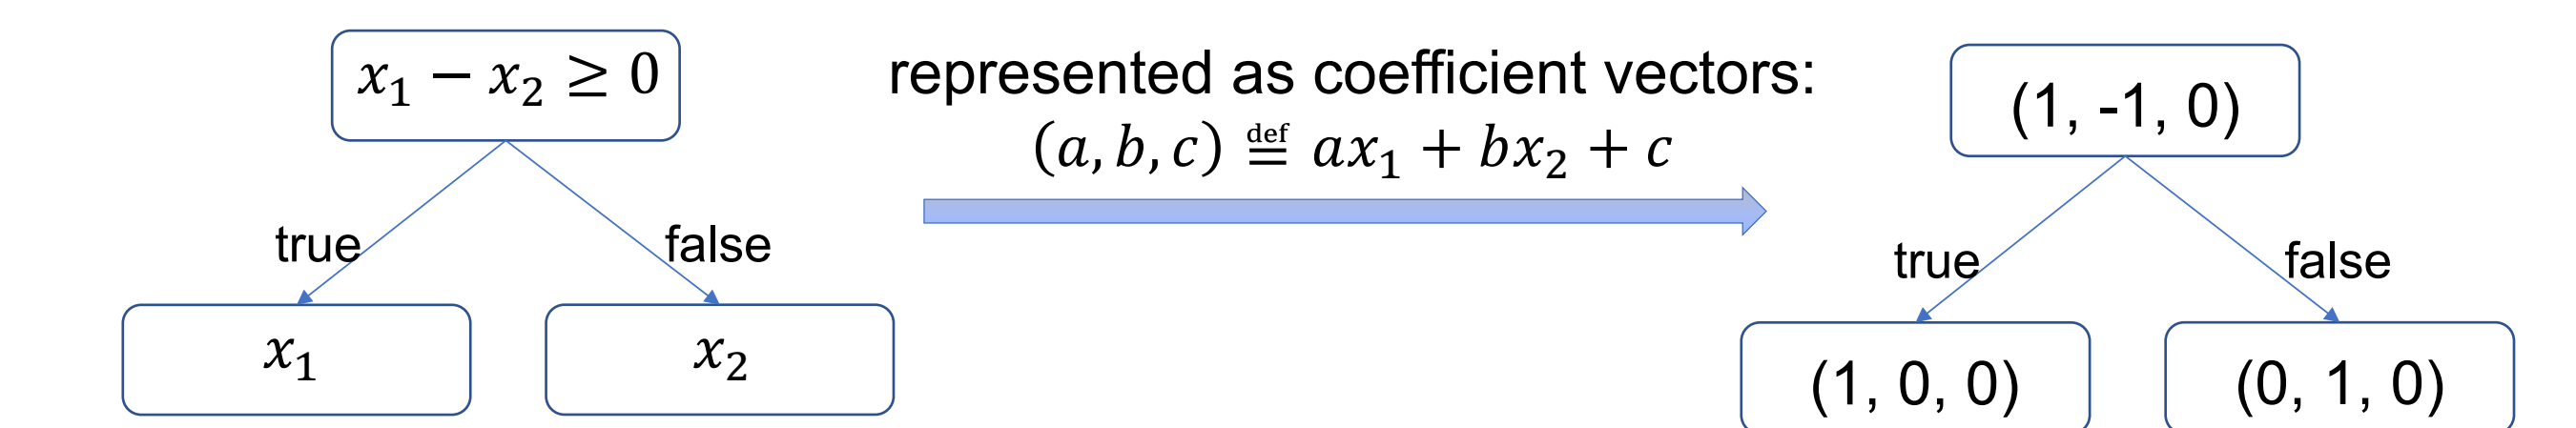 x₁ − x₂ ≥ 0
true
false
x₁
x₂
represented as coefficient vectors:
(a, b, c) ≝ ax₁ + bx₂ + c
(1, -1, 0)
true
false
(1, 0, 0)
(0, 1, 0)